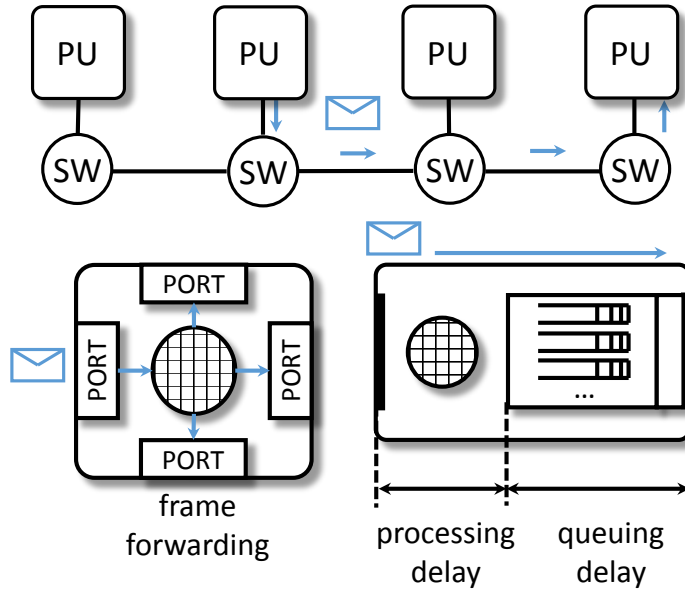 PU
PU
PU
PU
SW
SW
SW
SW
PORT
PORT
PORT
PORT
...
frame
forwarding
processing
delay
queuing
delay